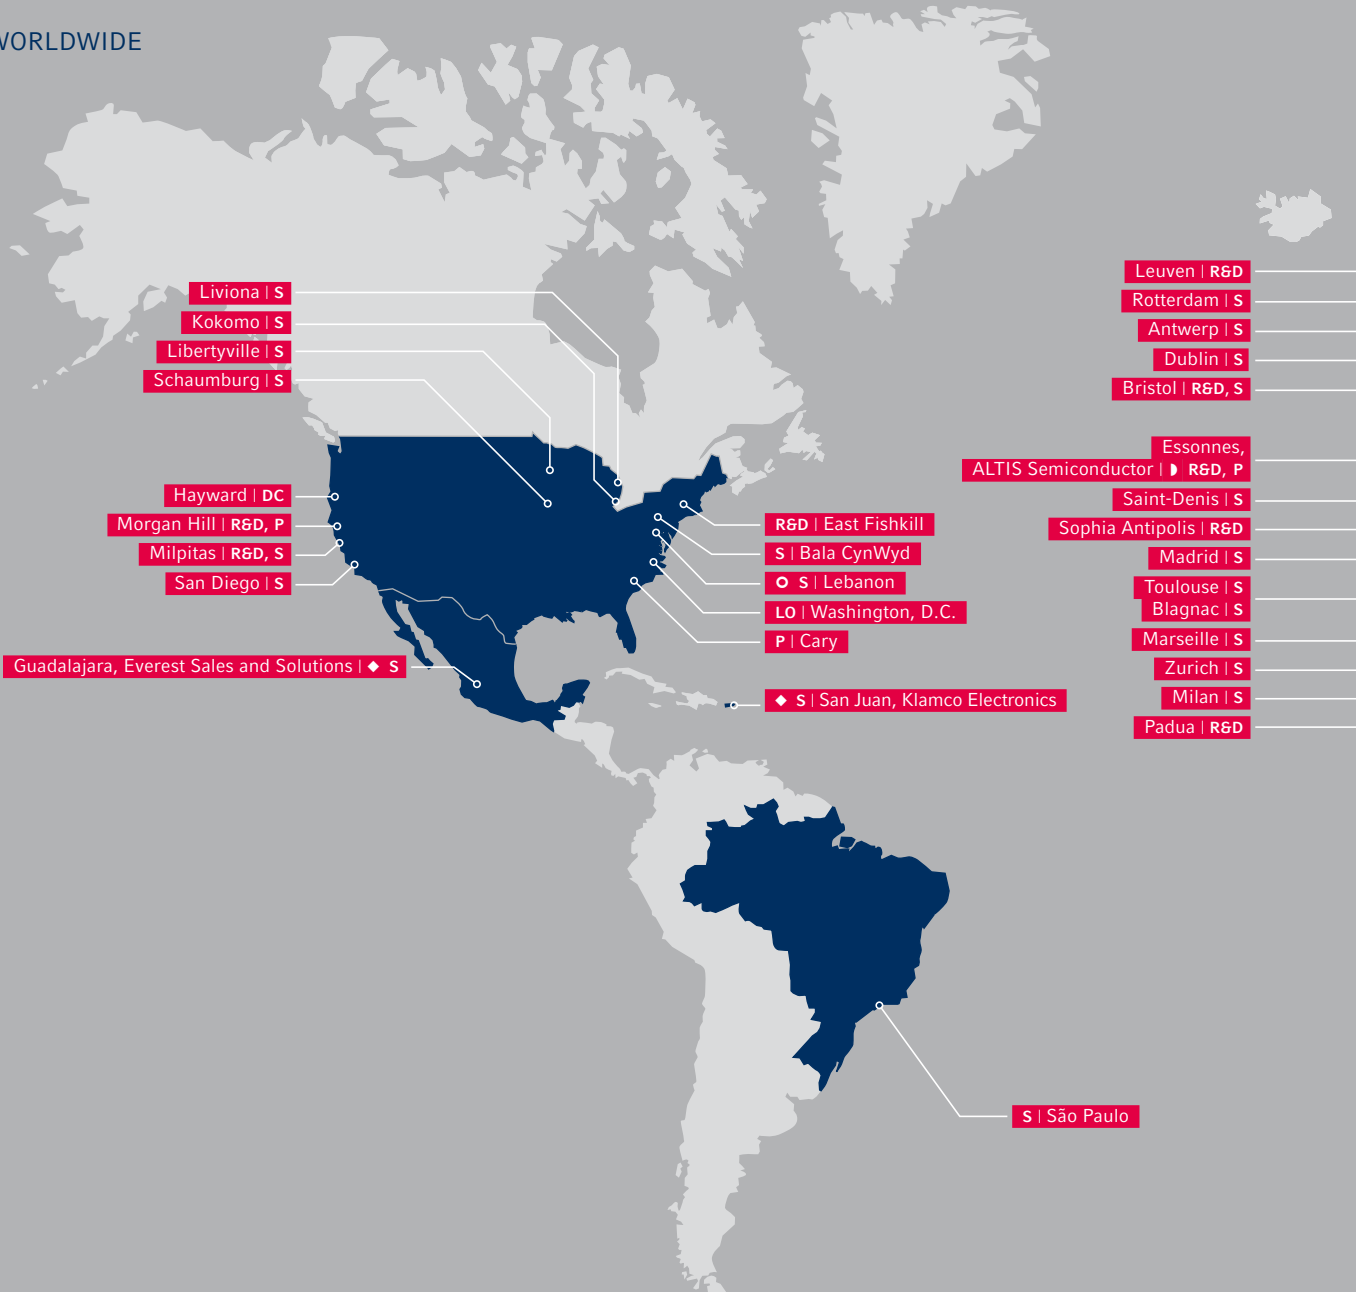 WORLDWIDE
Liviona | S
Kokomo | S
Libertyville | S
Schaumburg | S
Hayward | DC
Morgan Hill | R&D, P
Milpitas | R&D, S
San Diego | S
Guadalajara, Everest Sales and Solutions | ◆ S
R&D | East Fishkill
S | Bala CynWyd
O S | Lebanon
LO | Washington, D.C.
P | Cary
◆ S | San Juan, Klamco Electronics
S | São Paulo
Leuven | R&D
Rotterdam | S
Antwerp | S
Dublin | S
Bristol | R&D, S
Essonnes,
ALTIS Semiconductor | ◗ R&D, P
Saint-Denis | S
Sophia Antipolis | R&D
Madrid | S
Toulouse | S
Blagnac | S
Marseille | S
Zurich | S
Milan | S
Padua | R&D